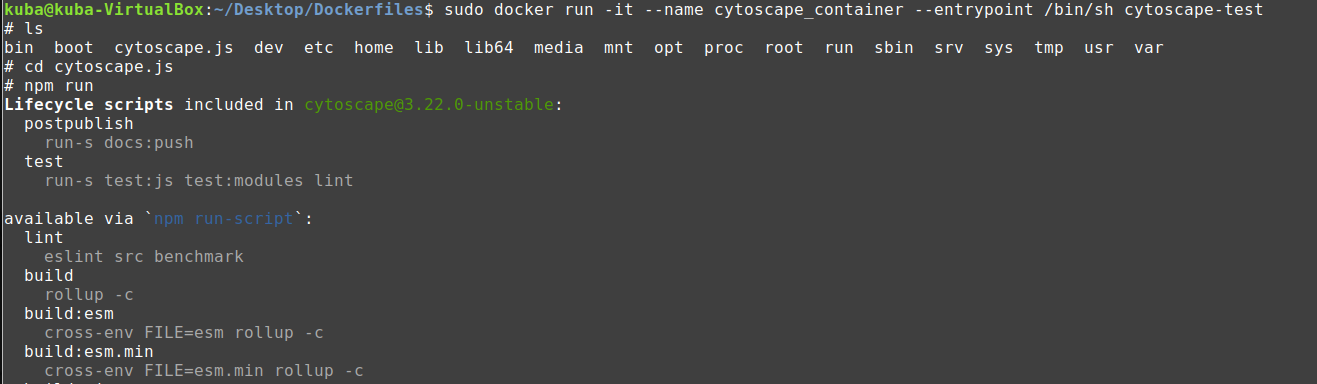 kuba@kuba-VirtualBox:~/Desktop/Dockerfiles$ sudo docker run -it --name cytoscape_container --entrypoint /bin/sh cytoscape-test
# ls
bin  boot  cytoscape.js  dev  etc  home  lib  lib64  media  mnt  opt  proc  root  run  sbin  srv  sys  tmp  usr  var
# cd cytoscape.js
# npm run
Lifecycle scripts included in cytoscape@3.22.0-unstable:
  postpublish
    run-s docs:push
  test
    run-s test:js test:modules lint

available via `npm run-script`:
  lint
    eslint src benchmark
  build
    rollup -c
  build:esm
    cross-env FILE=esm rollup -c
  build:esm.min
    cross-env FILE=esm.min rollup -c